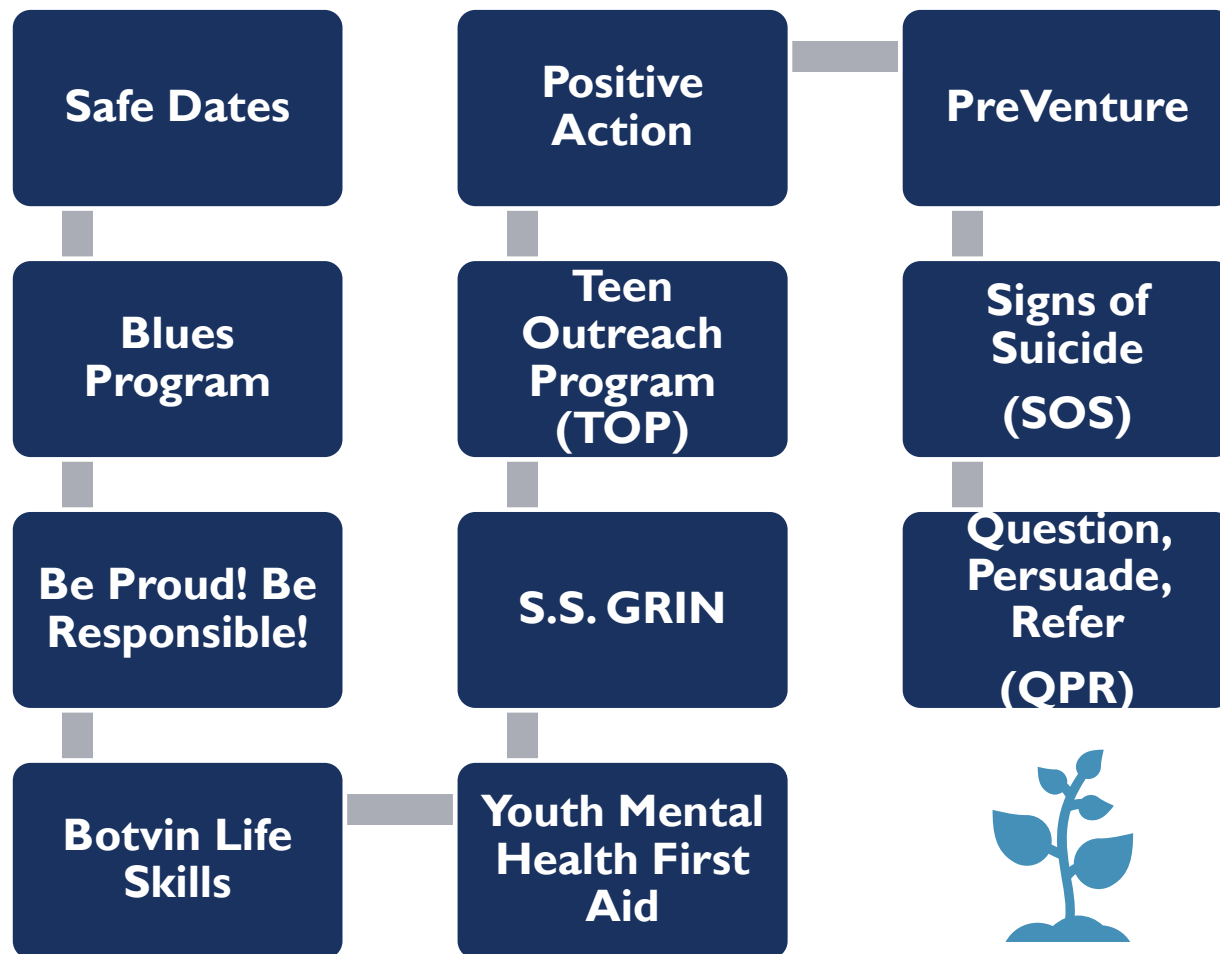 Safe Dates
Blues
Program
Be Proud! Be
Responsible!
Botvin Life
Skills
Youth Mental
Health First
Aid
S.S. GRIN
Teen
Outreach
Program
(TOP)
Positive
Action
PreVenture
Signs of
Suicide
(SOS)
Question,
Persuade,
Refer
(QPR)